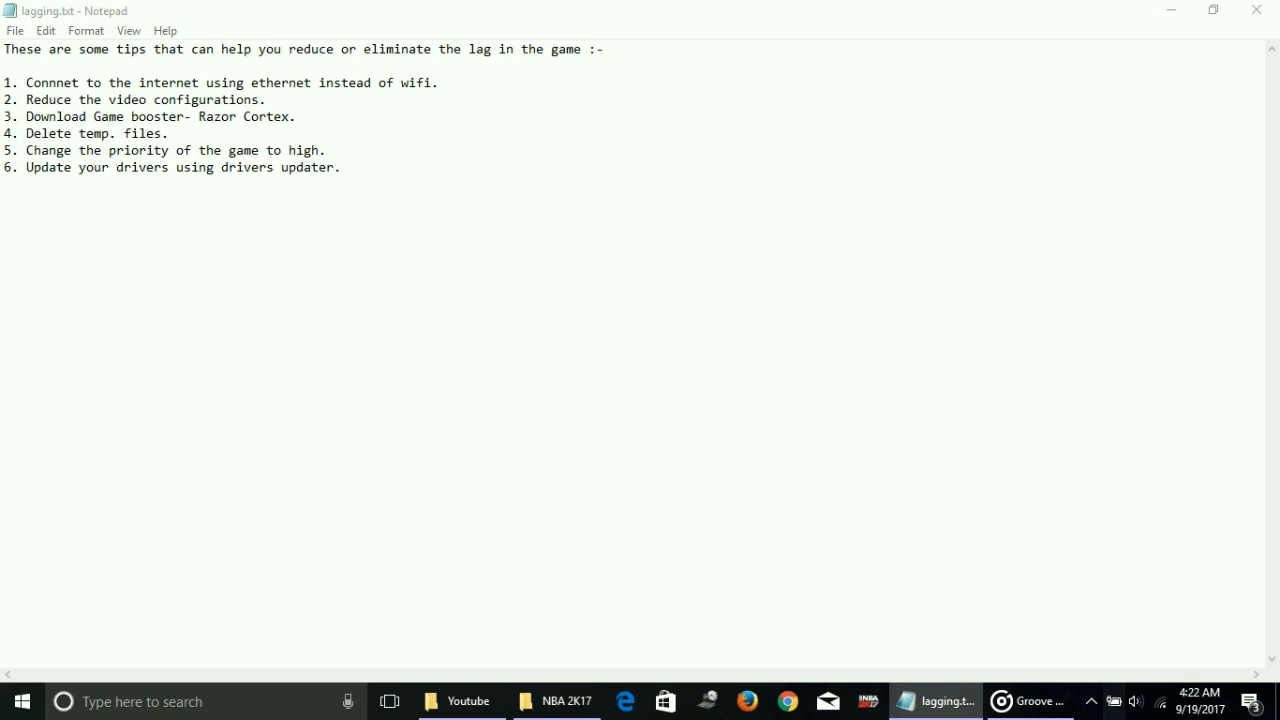 lagging.txt - Notepad
File Edit Format View Help
These are some tips that can help you reduce or eliminate the lag in the game :-
1. Connnet to the internet using ethernet instead of wifi.
2. Reduce the video configurations.
3. Download Game booster- Razor Cortex.
4. Delete temp. files.
5. Change the priority of the game to high.
6. Update your drivers using drivers updater.
Type here to search Youtube NBA 2K17 lagging.t... Groove ... 4:22 AM
9/19/2017 3